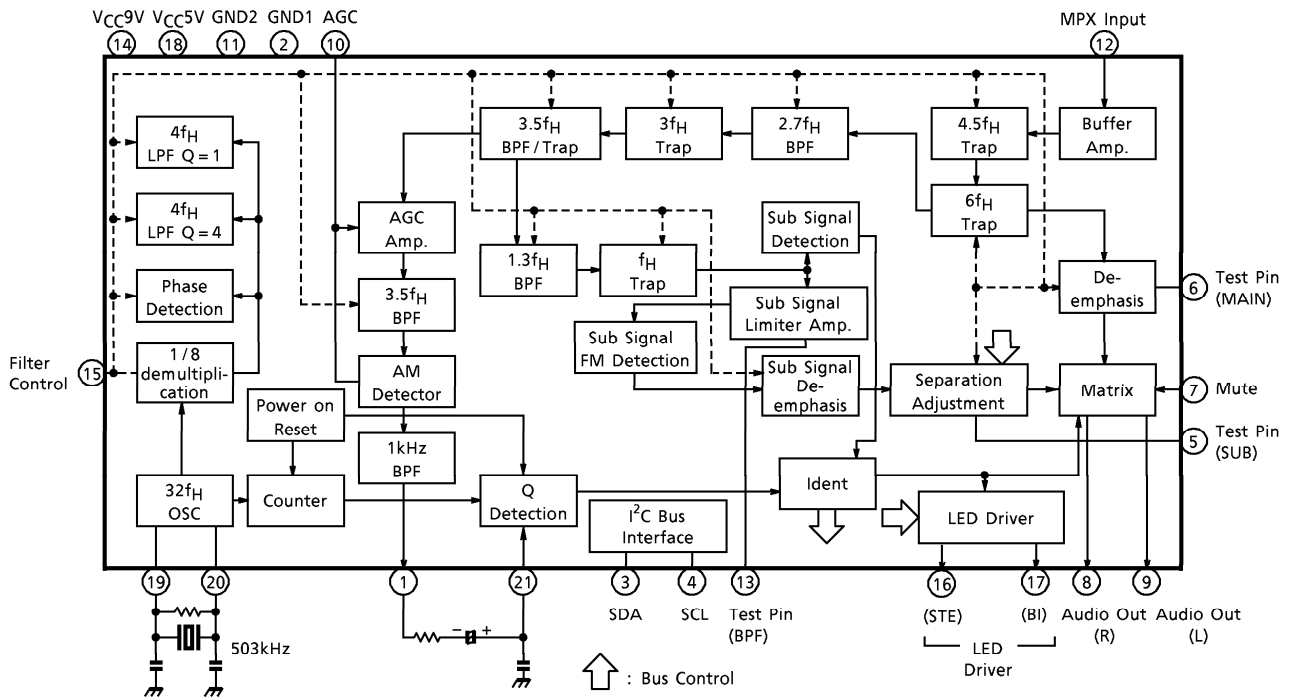 VCC9V VCC5V GND2 GND1 AGC MPX Input
14 18 11 2 10 12
4fH
LPF Q=1
3.5fH
BPF/Trap
3fH
Trap
2.7fH
BPF
4.5fH
Trap
Buffer
Amp.
4fH
LPF Q=4
AGC
Amp.
Sub Signal
Detection
6fH
Trap
Phase
Detection
3.5fH
BPF
1.3fH
BPF
fH
Trap
Sub Signal
Limiter Amp.
De-
emphasis
6 Test Pin
(MAIN)
Filter
Control
15
1/8
demultipli-
cation
AM
Detector
Sub Signal
FM Detection
Sub Signal
De-
emphasis
Separation
Adjustment
Matrix
7 Mute
Power on
Reset
1kHz
BPF
5 Test Pin
(SUB)
32fH
OSC
Counter
Q
Detection
I2C Bus
Interface
Ident
LED Driver
19 20 1 21 3 4 13 16 17 8 9
SDA
SCL
Test Pin
(BPF)
(STE)
(BI)
Audio Out
(R)
Audio Out
(L)
503kHz
- +
LED
Driver
: Bus Control